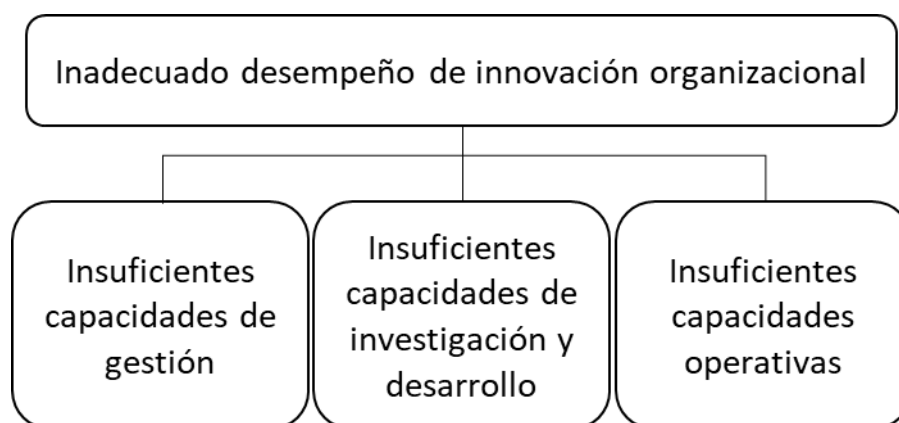 Inadecuado desempeño de innovación organizacional
Insuficientes
capacidades de
gestión
Insuficientes
capacidades de
investigación y
desarrollo
Insuficientes
capacidades
operativas